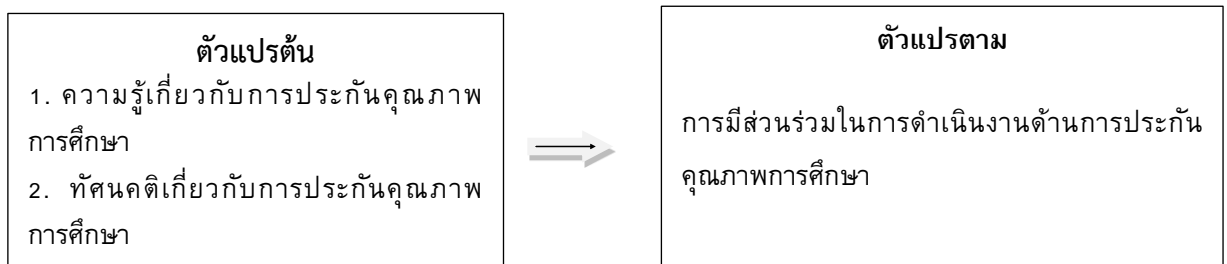 ตัวแปรต้น
1. ความรู้เกี่ยวกับการประกันคุณภาพ
การศึกษา
2. ทัศนคติเกี่ยวกับการประกันคุณภาพ
การศึกษา
ตัวแปรตาม
การมีส่วนร่วมในการดำเนินงานด้านการประกัน
คุณภาพการศึกษา